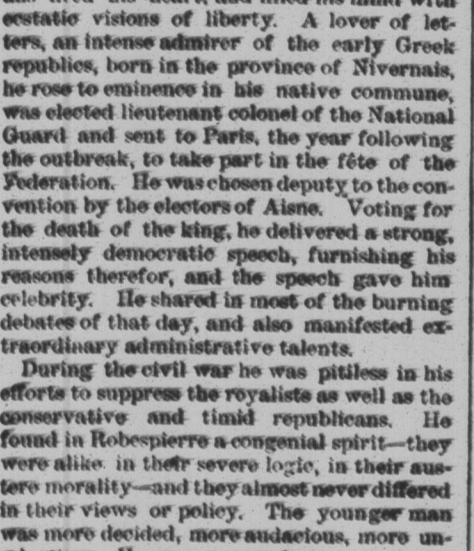 ecstatic visions of liberty. A lover of let-
ters, an intense admirer of the early Greek
republics, born in the province of Nivernais,
he rose to eminence in his native commune,
was elected lieutenant colonel of the National
Guard and sent to Paris, the year following
the outbreak, to take part in the fête of the
Federation. He was chosen deputy to the con-
vention by the electors of Aisne. Voting for
the death of the king, he delivered a strong,
intensely democratic speech, furnishing his
reasons therefor, and the speech gave him
celebrity. He shared in most of the burning
debates of that day, and also manifested ex-
traordinary administrative talents.
During the civil war he was pitiless in his
efforts to suppress the royalists as well as the
conservative and timid republicans. He
found in Robespierre a congenial spirit—they
were alike in their severe logic, in their aus-
tere morality—and they almost never differed
in their views or policy. The younger man
was more decided, more audacious, more un-